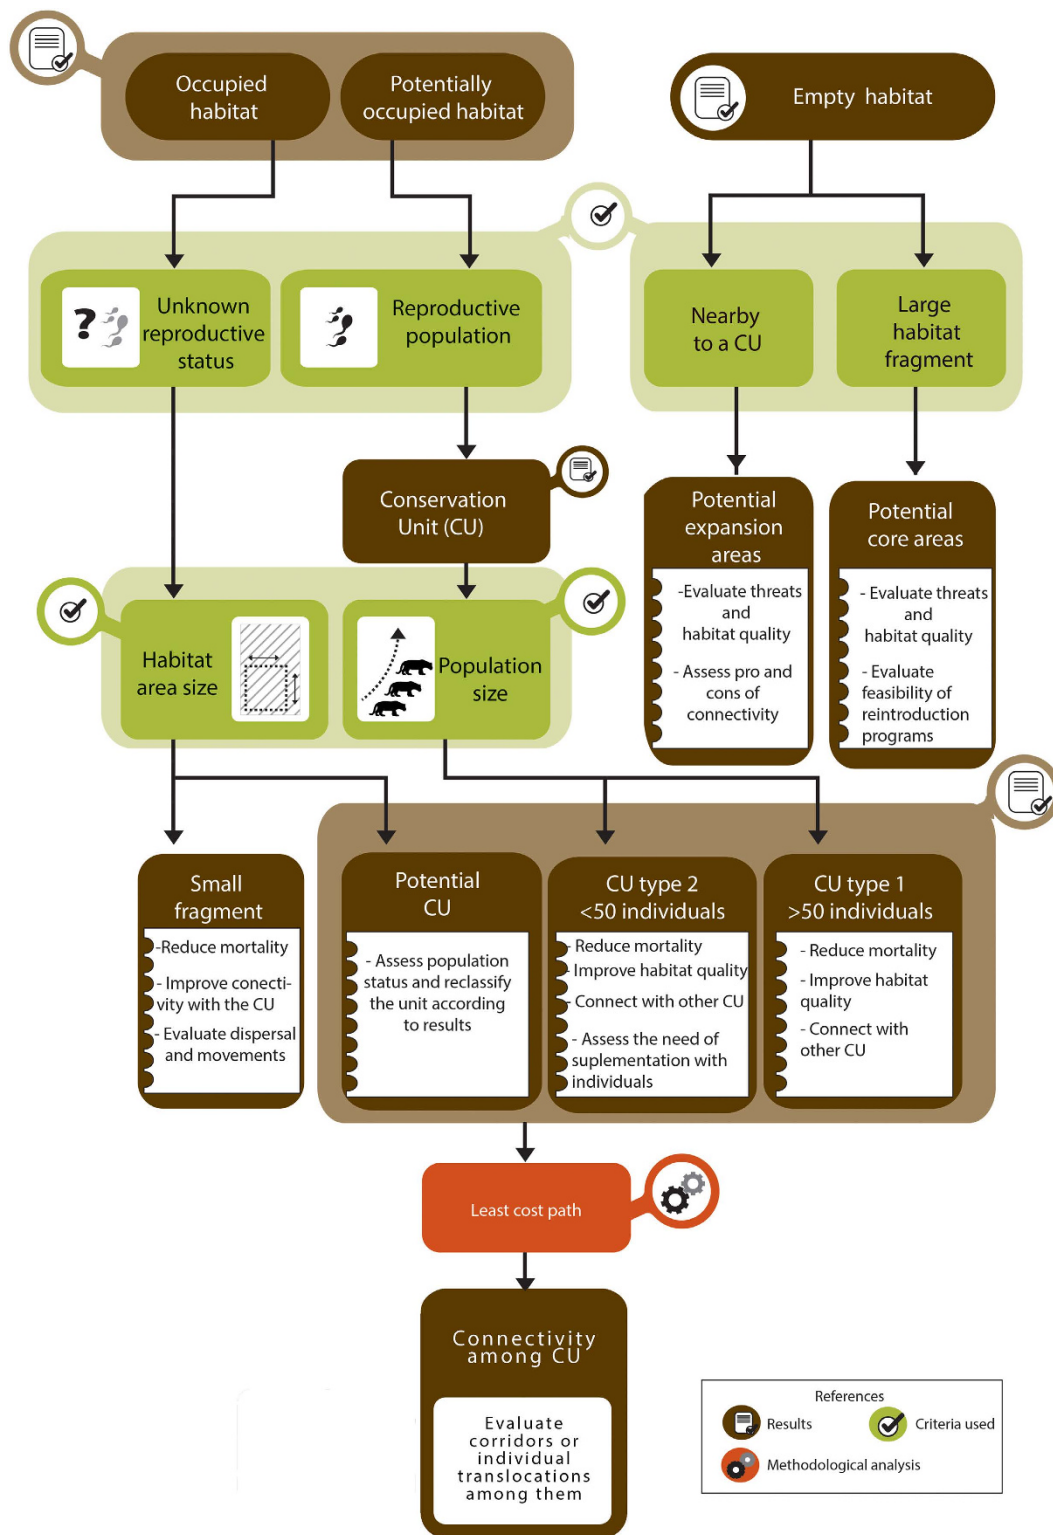 Occupied
habitat
Potentially
occupied habitat
Empty habitat
Unknown
reproductive
status
Reproductive
population
Nearby
to a CU
Large
habitat
fragment
Conservation
Unit (CU)
Potential
expansion
areas
-Evaluate threats
and
habitat quality
- Assess pro and
cons of
connectivity
Potential
core areas
- Evaluate threats
and
habitat quality
- Evaluate
feasibility of
reintroduction
programs
Habitat
area size
Population
size
Small
fragment
-Reduce mortality
- Improve conecti-
vity with the CU
- Evaluate dispersal
and movements
Potential
CU
- Assess population
status and reclassify
the unit according
to results
CU type 2
<50 individuals
- Reduce mortality
- Improve habitat quality
- Connect with other CU
- Assess the need of
suplementation with
individuals
CU type 1
>50 individuals
- Reduce mortality
- Improve habitat
quality
- Connect with
other CU
Least cost path
Connectivity
among CU
Evaluate
corridors or
individual
translocations
among them
References
Results
Criteria used
Methodological analysis